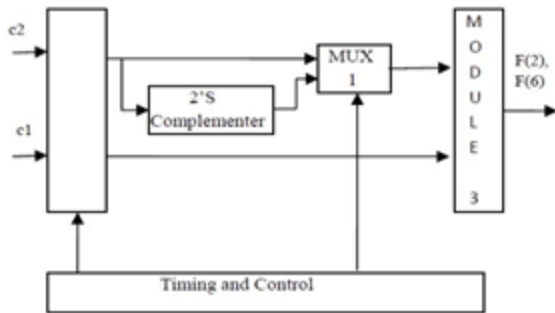 c2
c1
2'S
Complementer
MUX
1
M
O
D
U
L
E
3
F(2),
F(6)
Timing and Control